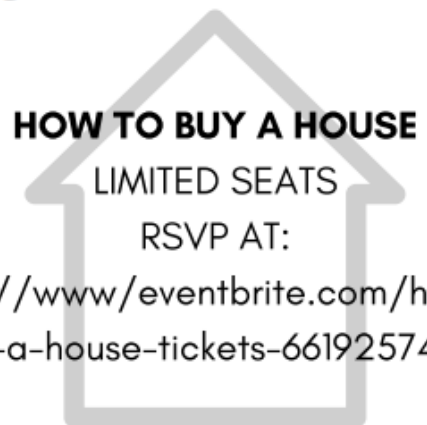 HOW TO BUY A HOUSE
LIMITED SEATS
RSVP AT:
//www/eventbrite.com/h
-a-house-tickets-66192574